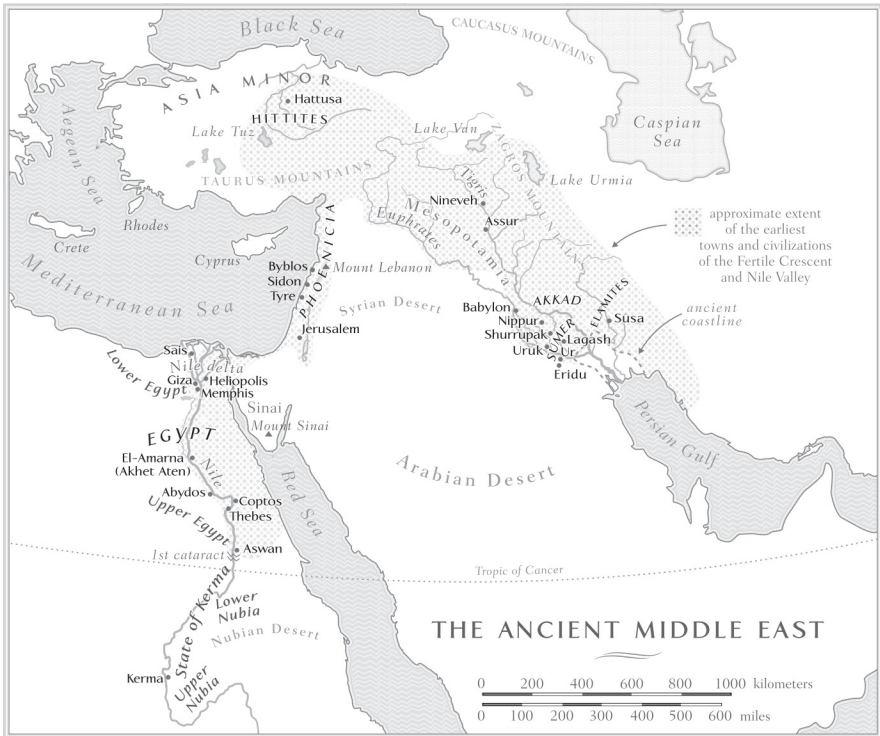 Black Sea
CAUCASUS MOUNTAINS
ASIA MINOR
Hattusa
HITTITES
Lake Tuz
Lake Van
Caspian
Sea
Aegean Sea
TAURUS MOUNTAINS
ZAGROS MOUNTAINS
Lake Urmia
Tigris
Nineveh
Mesopotamia
Assur
Euphrates
approximate extent
of the earliest
towns and civilizations
of the Fertile Crescent
and Nile Valley
Rhodes
Crete
Cyprus
Mediterranean Sea
PHOENICIA
Byblos
Mount Lebanon
Sidon
Tyre
Syrian Desert
Jerusalem
Babylon
AKKAD
ELAMITES
Nippur
Susa
SUMER
Shurrupak
Lagash
Uruk
Ur
Eridu
ancient
coastline
Sais
Nile delta
Lower Egypt
Giza
Heliopolis
Memphis
Sinai
Mount Sinai
EGYPT
Persian Gulf
El-Amarna
(Akhet Aten)
Nile
Red Sea
Arabian Desert
Abydos
Coptos
Upper Egypt
Thebes
1st cataract
Aswan
Tropic of Cancer
State of Kerma
Lower
Nubia
Nubian Desert
Kerma
Upper
Nubia
THE ANCIENT MIDDLE EAST
0 200 400 600 800 1000 kilometers
0 100 200 300 400 500 600 miles